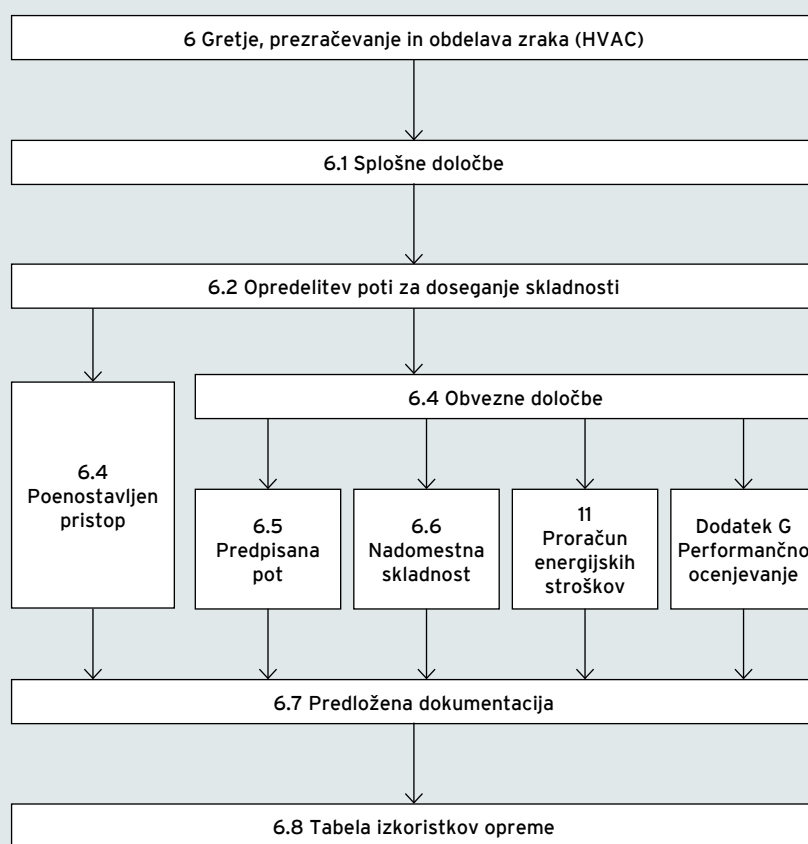 6 Gretje, prezračevanje in obdelava zraka (HVAC)
6.1 Splošne določbe
6.2 Opredelitev poti za doseganje skladnosti
6.4
Poenostavljen
pristop
6.4 Obvezne določbe
6.5
Predpisana
pot
6.6
Nadomestna
skladnost
11
Proračun
energijskih
stroškov
Dodatek G
Performančno
ocenjevanje
6.7 Predložena dokumentacija
6.8 Tabela izkoristkov opreme